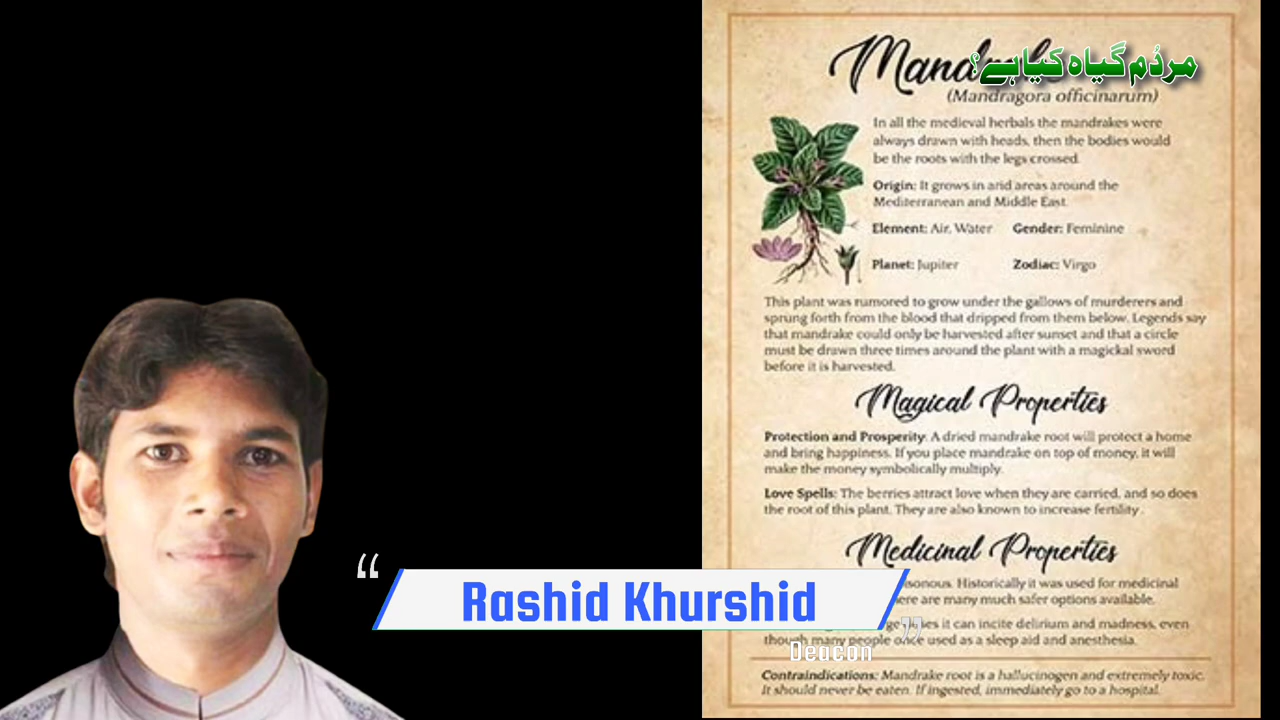 Mandrake
مردُم گیاہ کیا ہے؟
(Mandragora officinarum)
In all the medieval herbals the mandrakes were
always drawn with heads, then the bodies would
be the roots with the legs crossed.
Origin: It grows in arid areas around the
Mediterranean and Middle East.
Element: Air, Water Gender: Feminine
Planet: Jupiter Zodiac: Virgo
This plant was rumored to grow under the gallows of murderers and
sprung forth from the blood that dripped from them below. Legends say
that mandrake could only be harvested after sunset and that a circle
must be drawn three times around the plant with a magickal sword
before it is harvested.
Magical Properties
Protection and Prosperity: A dried mandrake root will protect a home
and bring happiness. If you place mandrake on top of money, it will
make the money symbolically multiply.
Love Spells: The berries attract love when they are carried, and so does
the root of this plant. They are also known to increase fertility.
Medicinal Properties
Historically it was used for medicinal
are many much safer options available.
“ Rashid Khurshid ”
it can incite delirium and madness, even
though many people once used as a sleep aid and anesthesia.
Deacon
Contraindications: Mandrake root is a hallucinogen and extremely toxic.
It should never be eaten. If ingested, immediately go to a hospital.